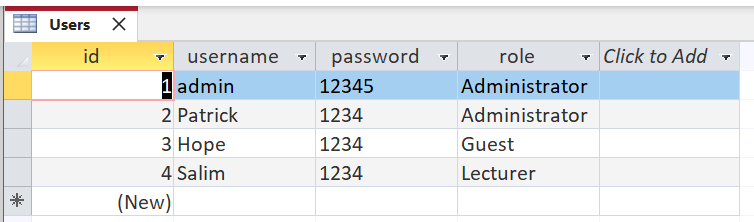 Users
id username password role Click to Add
1 admin 12345 Administrator
2 Patrick 1234 Administrator
3 Hope 1234 Guest
4 Salim 1234 Lecturer
(New)